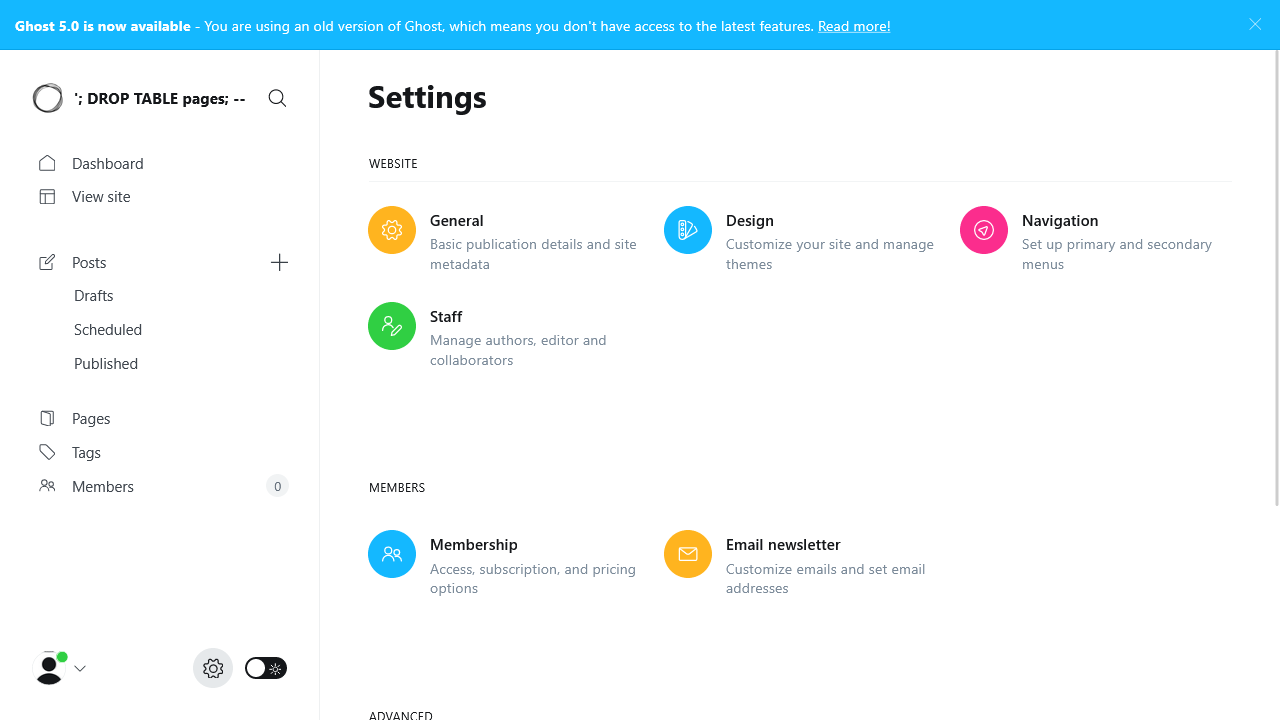 Ghost 5.0 is now available - You are using an old version of Ghost, which means you don't have access to the latest features. Read more!
'; DROP TABLE pages; --
Dashboard
View site
Posts
Drafts
Scheduled
Published
Pages
Tags
Members
0
Settings
WEBSITE
General
Basic publication details and site
metadata
Design
Customize your site and manage
themes
Navigation
Set up primary and secondary
menus
Staff
Manage authors, editor and
collaborators
MEMBERS
Membership
Access, subscription, and pricing
options
Email newsletter
Customize emails and set email
addresses
ADVANCED